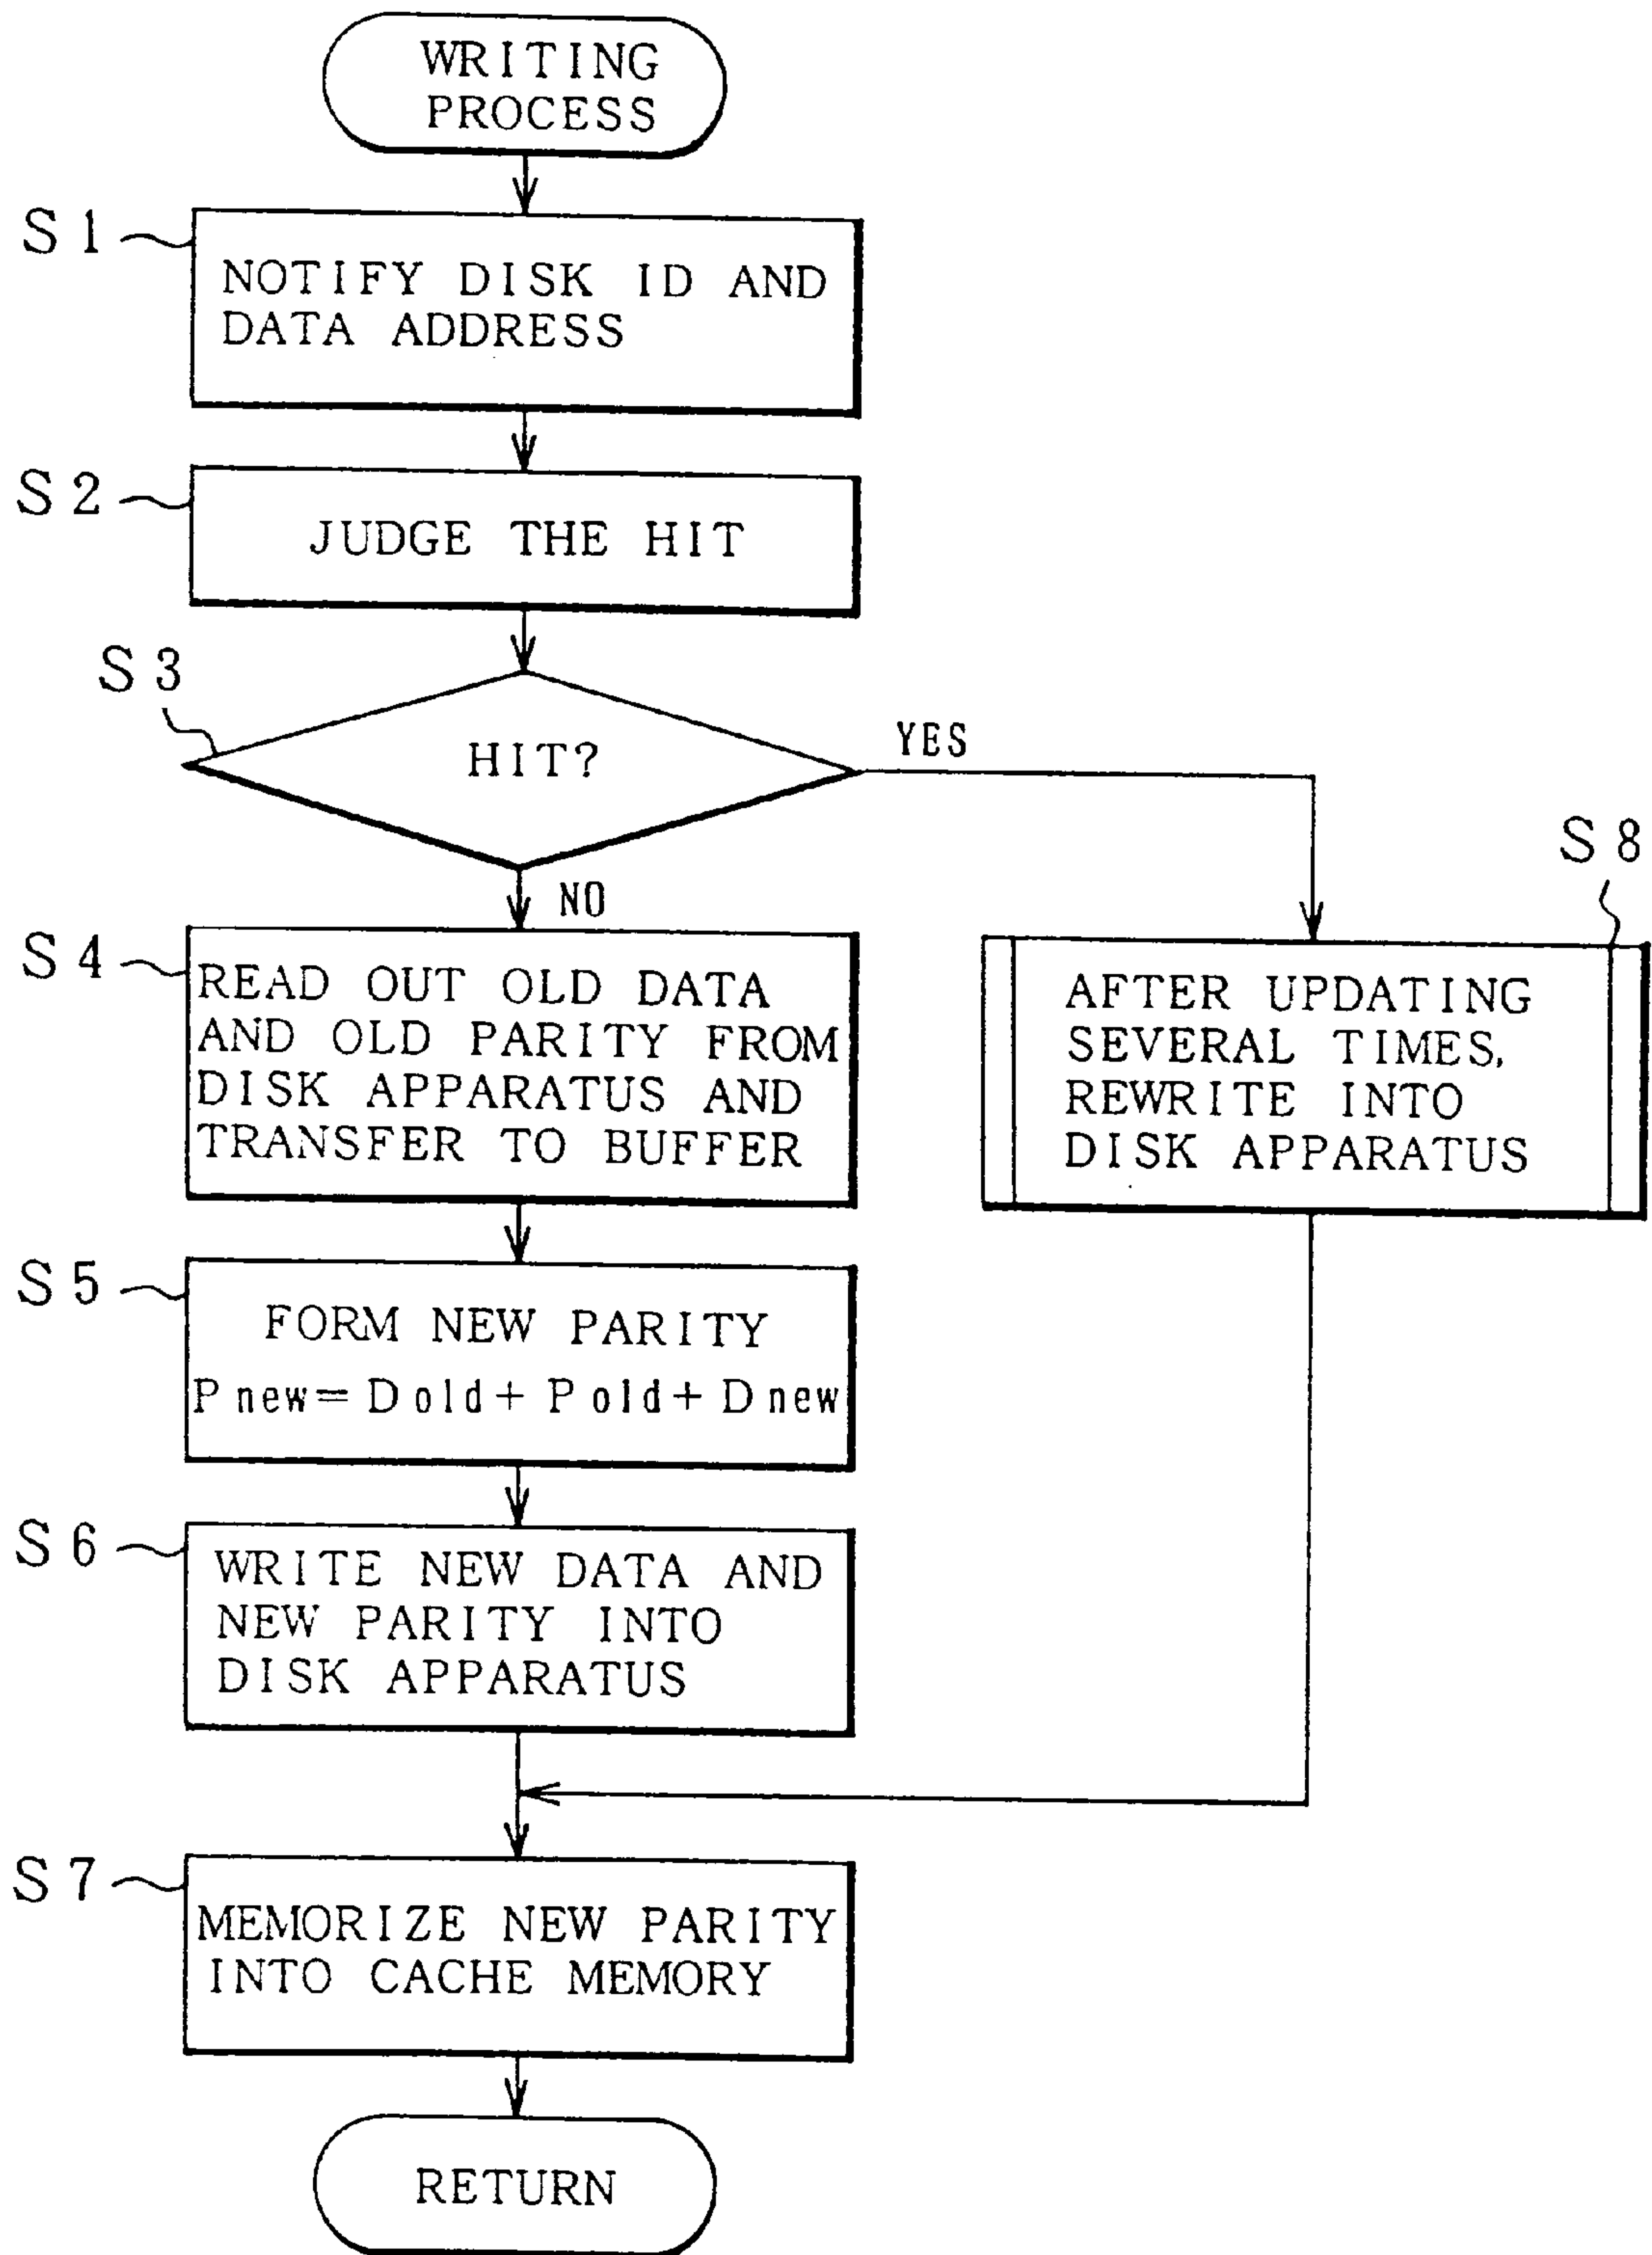 WRITING
PROCESS
S1
NOTIFY DISK ID AND
DATA ADDRESS
S2
JUDGE THE HIT
S3
HIT?
YES
NO
S4
READ OUT OLD DATA
AND OLD PARITY FROM
DISK APPARATUS AND
TRANSFER TO BUFFER
S8
AFTER UPDATING
SEVERAL TIMES,
REWRITE INTO
DISK APPARATUS
S5
FORM NEW PARITY
Pnew=Dold+Pold+Dnew
S6
WRITE NEW DATA AND
NEW PARITY INTO
DISK APPARATUS
S7
MEMORIZE NEW PARITY
INTO CACHE MEMORY
RETURN